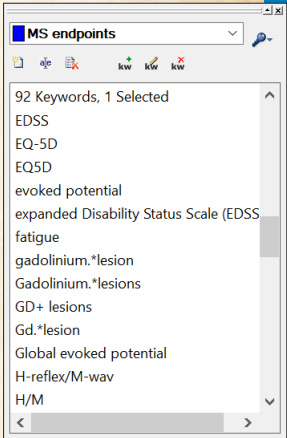 MS endpoints
a|e
kw kw kw
92 Keywords, 1 Selected
EDSS
EQ-5D
EQ5D
evoked potential
expanded Disability Status Scale (EDSS
fatigue
gadolinium.*lesion
Gadolinium.*lesions
GD+ lesions
Gd.*lesion
Global evoked potential
H-reflex/M-wav
H/M